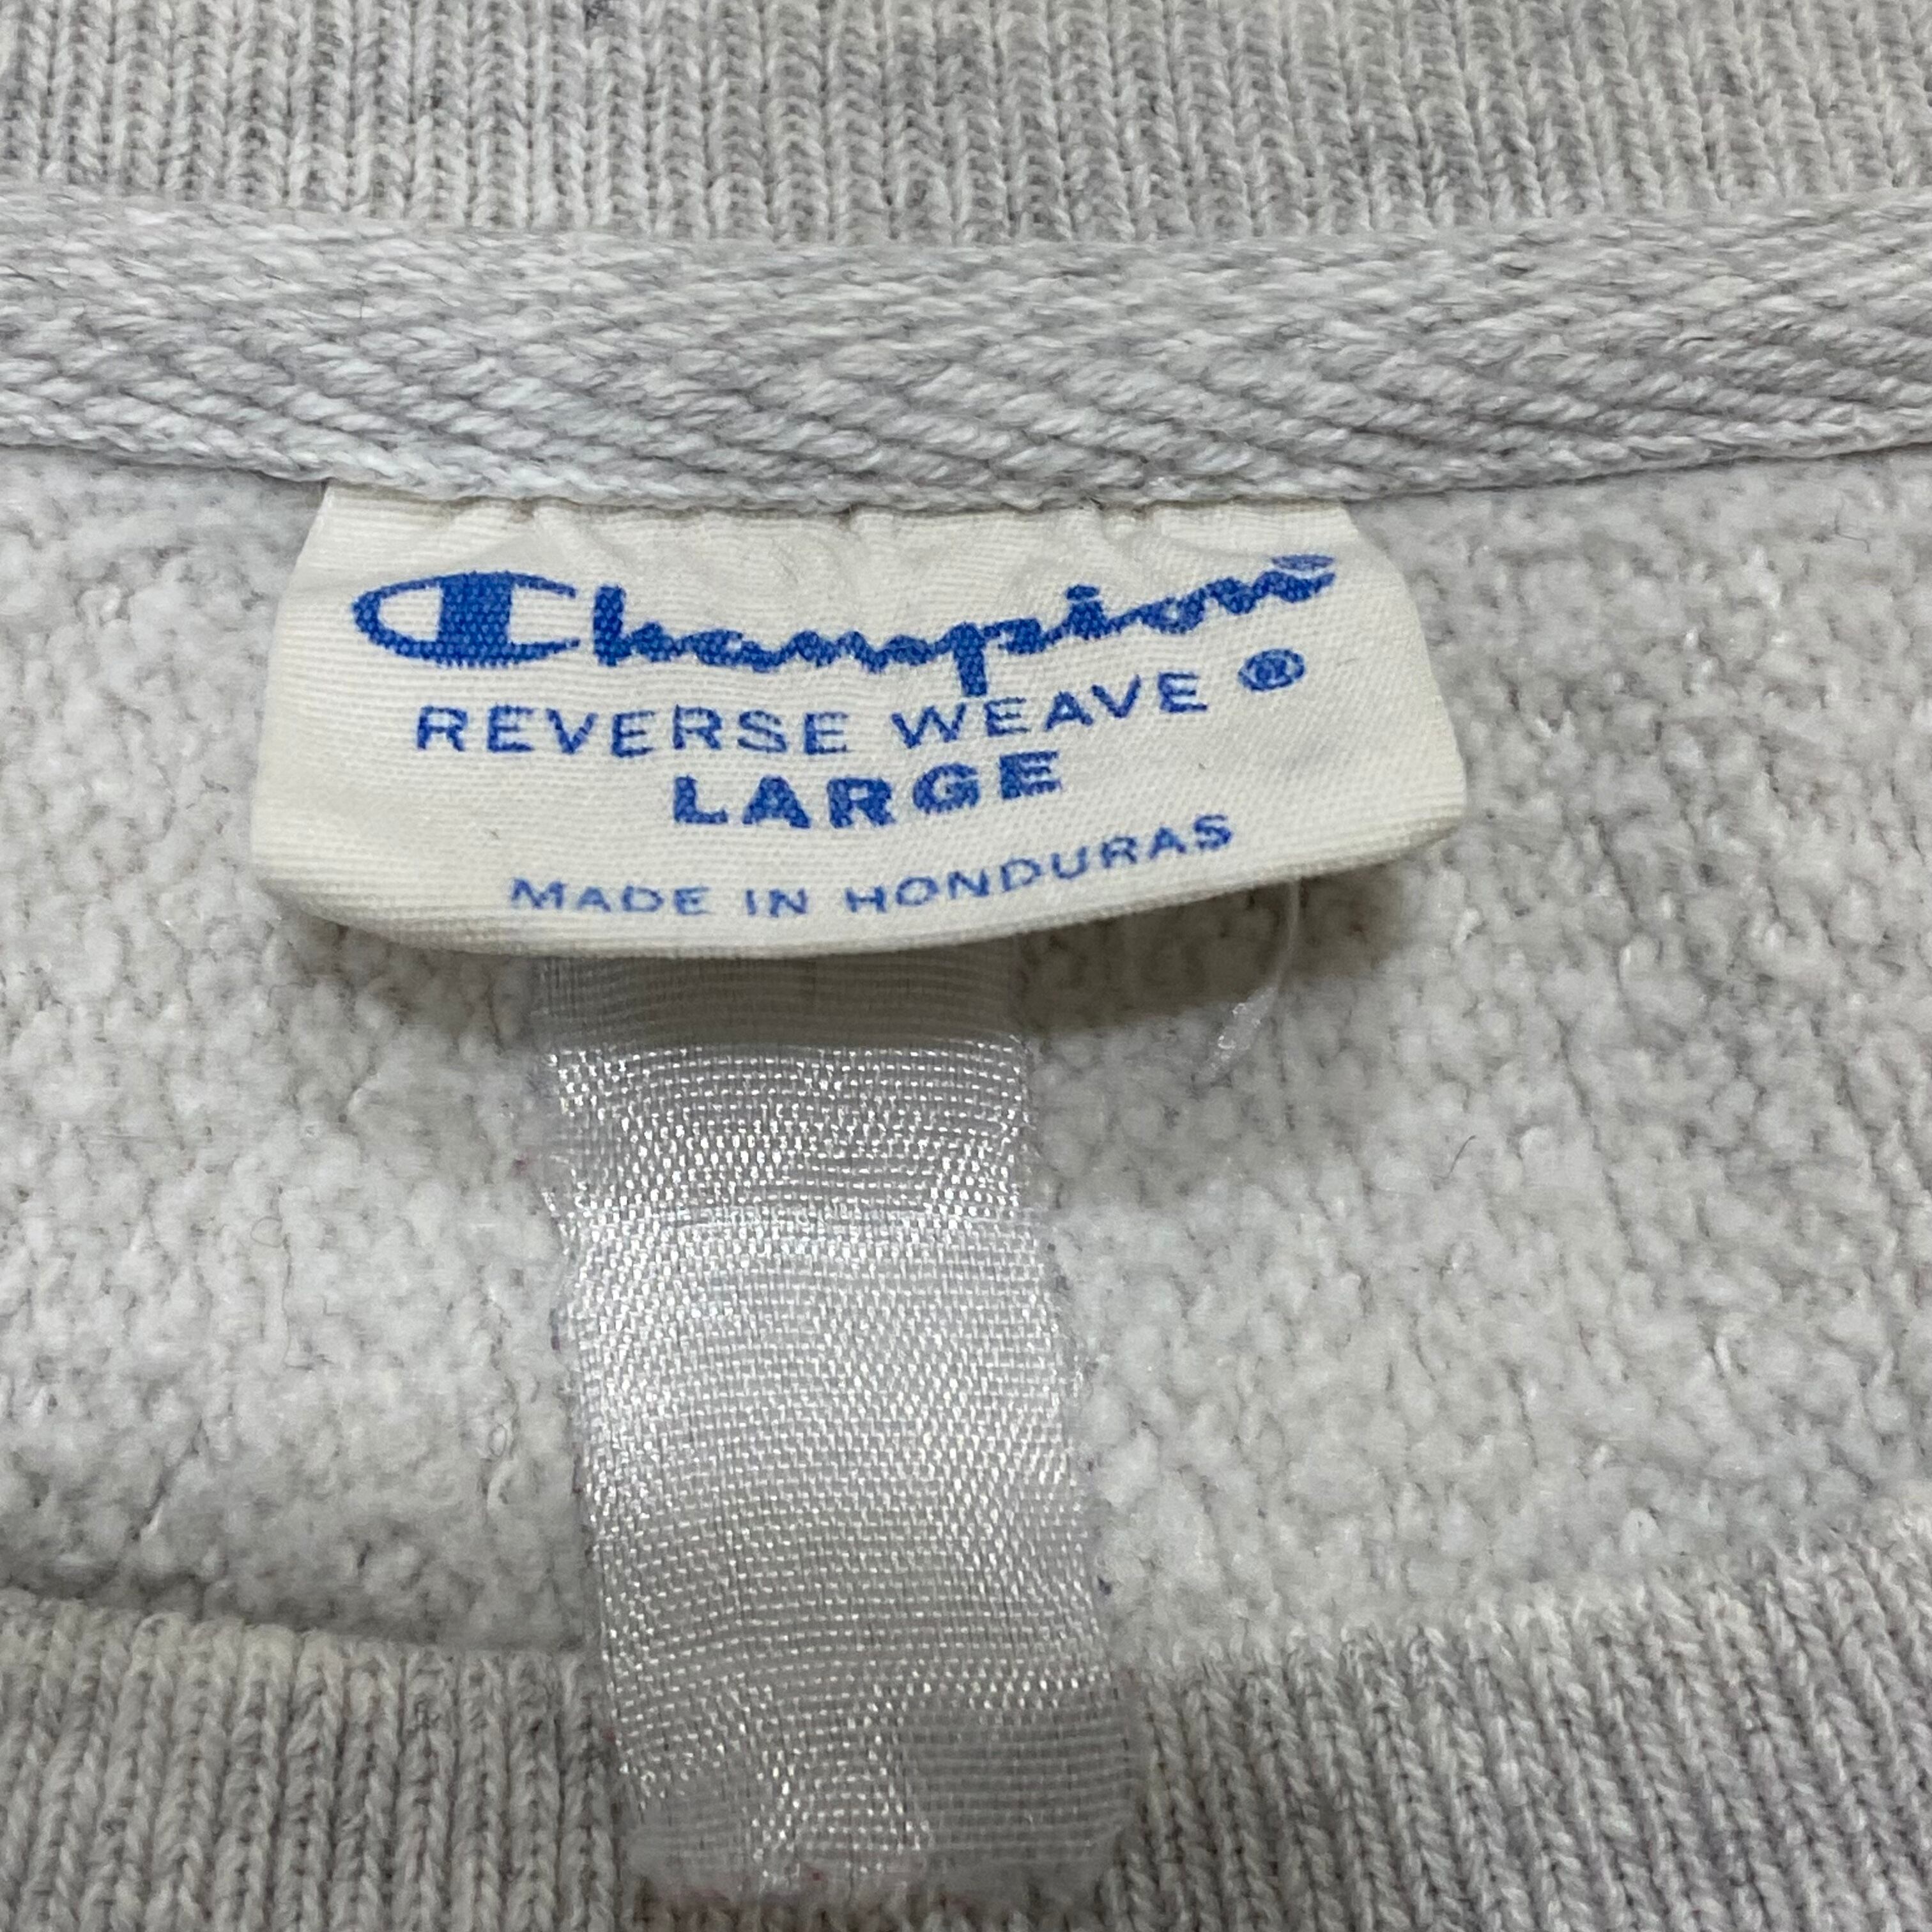 Champion®
REVERSE WEAVE ®
LARGE
MADE IN HONDURAS